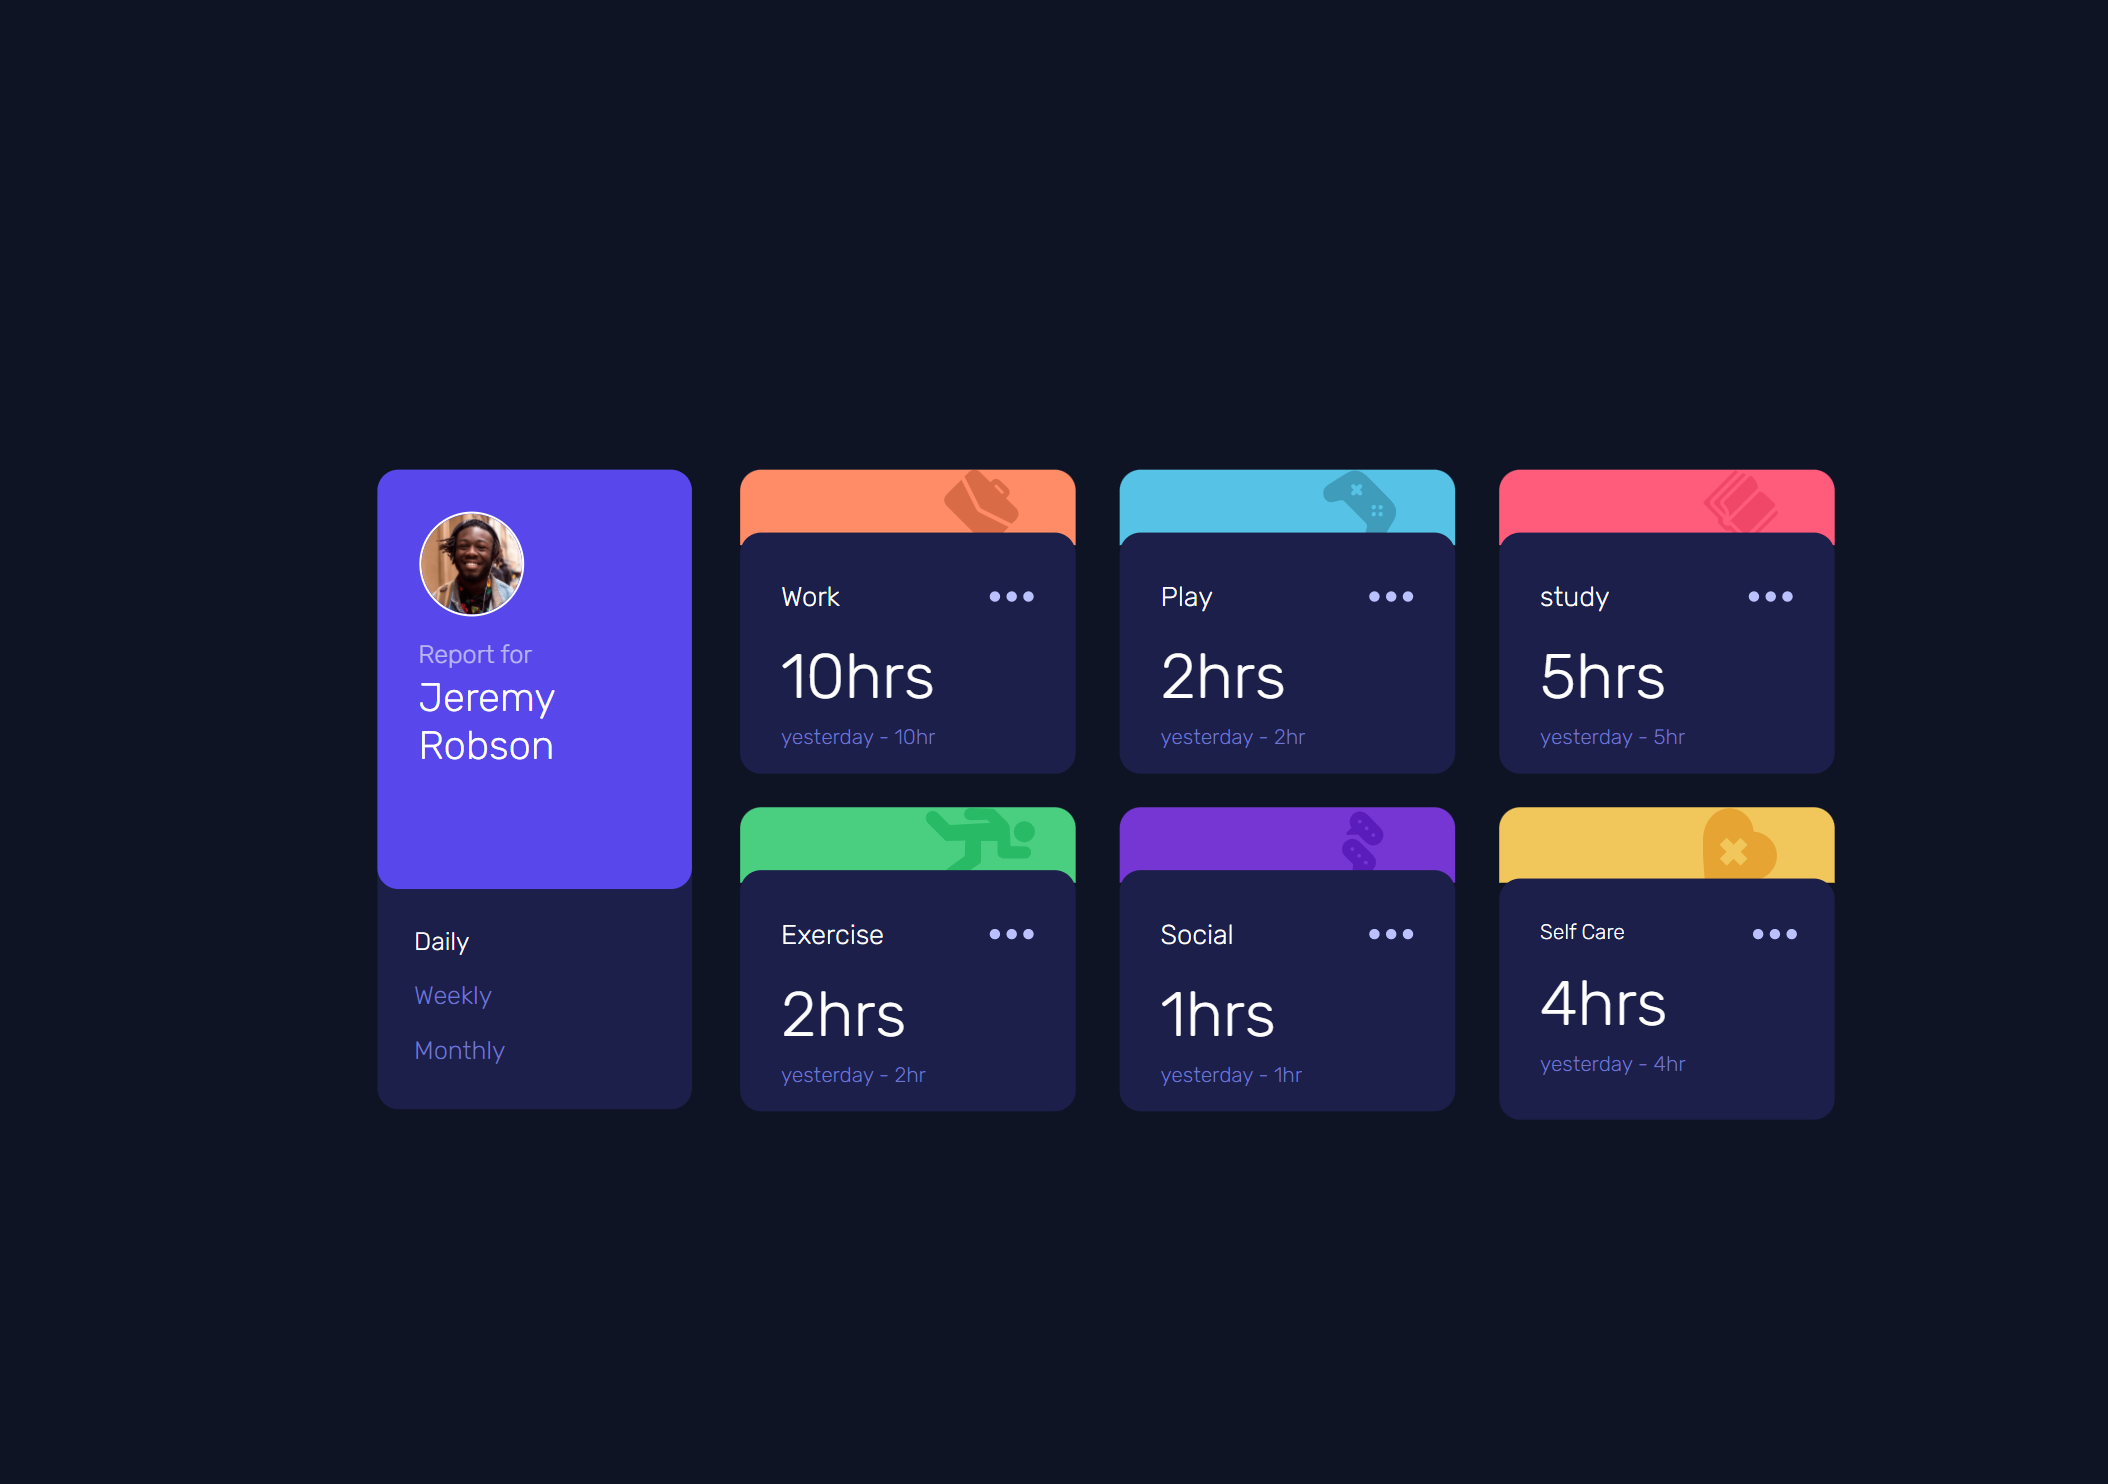 Report for
Jeremy
Robson
Daily
Weekly
Monthly
Work
10hrs
yesterday - 10hr
Play
2hrs
yesterday - 2hr
study
5hrs
yesterday - 5hr
Exercise
2hrs
yesterday - 2hr
Social
1hrs
yesterday - 1hr
Self Care
4hrs
yesterday - 4hr